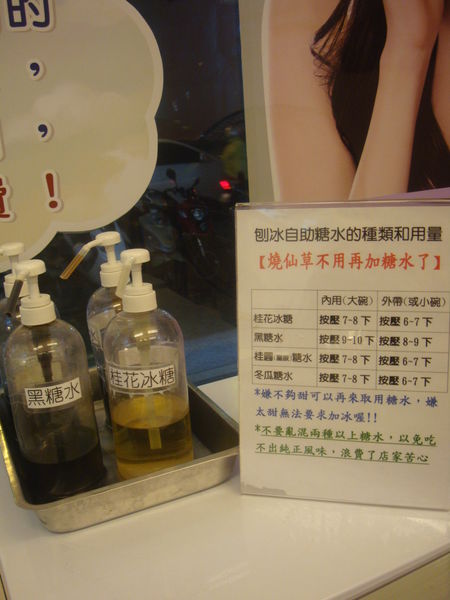 的
，
，
費！
刨冰自助糖水的種類和用量
【燒仙草不用再加糖水了】
內用(大碗) 外帶(或小碗)
桂花冰糖 按壓 7-8 下 按壓 6-7 下
黑糖水 按壓 9-10 下 按壓 8-9 下
桂圓(龍眼)糖水 按壓 7-8 下 按壓 6-7 下
冬瓜糖水 按壓 7-8 下 按壓 6-7 下
*嫌不夠甜可以再來取用糖水，嫌
太甜無法要求加冰喔!!
*不要亂混兩種以上糖水，以免吃
不出純正風味，浪費了店家苦心
黑糖水
桂花冰糖